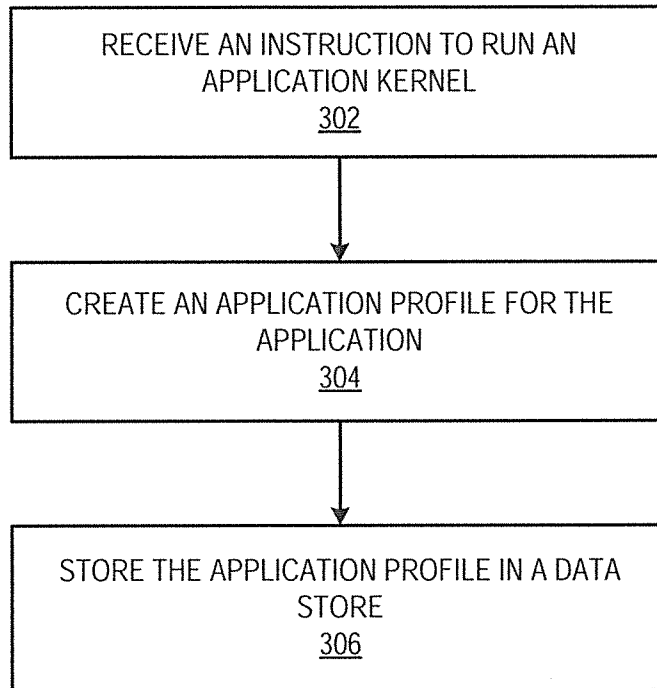 RECEIVE AN INSTRUCTION TO RUN AN
APPLICATION KERNEL
302
CREATE AN APPLICATION PROFILE FOR THE
APPLICATION
304
STORE THE APPLICATION PROFILE IN A DATA
STORE
306